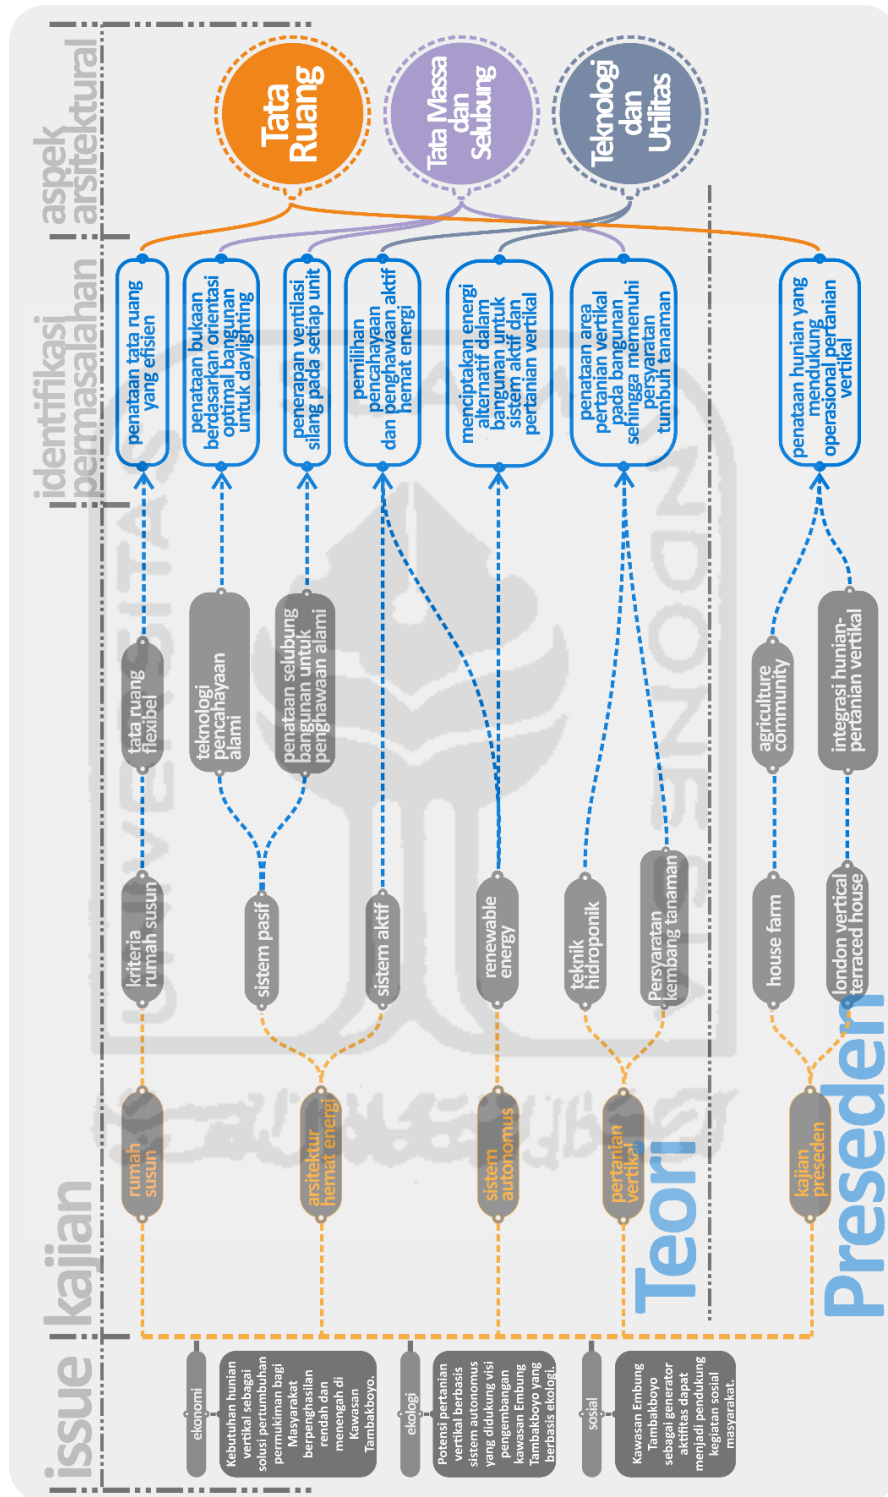 issue
kajian
identifikasi
permasalahan
aspek
arsitektural
ekonomi
Kebutuhan hunian
vertikal sebagai
solusi pertumbuhan
permukiman bagi
Masyarakat
berpenghasilan
rendah dan
menengah di
Kawasan
Tambakboyo.
ekologi
Potensi pertanian
vertikal berbasis
sistem autonomus
yang didukung visi
pengembangan
kawasan Embung
Tambakboyo yang
berbasis ekologi.
sosial
Kawasan Embung
Tambakboyo
sebagai generator
aktifitas dapat
menjadi pendukung
kegiatan sosial
masyarakat.
rumah
susun
arsitektur
hemat energi
sistem
autonomus
pertanian
vertikal
Teori
kajian
preseden
Preseden
kriteria
rumah susun
sistem pasif
sistem aktif
renewable
energy
teknik
hidroponik
Persyaratan
kembang tanaman
house farm
london vertical
terraced house
tata ruang
flexibel
teknologi
pencahayaan
alami
penataan selubung
bangunan untuk
penghawaan alami
agriculture
community
integrasi hunian-
pertanian vertikal
penataan tata ruang
yang efisien
penataan bukaan
berdasarkan orientasi
optimal bangunan
untuk daylighting
penerapan ventilasi
silang pada setiap unit
pemilihan
pencahayaan
dan penghawaan aktif
hemat energi
menciptakan energi
alternatif dalam
bangunan untuk
sistem aktif dan
pertanian vertikal
penataan area
pertanian vertikal
pada bangunan
sehingga memenuhi
persyaratan
tumbuh tanaman
penataan hunian yang
mendukung
operasional pertanian
vertikal
Tata
Ruang
Tata Massa
dan
Selubung
Teknologi
dan
Utilitas
UNIVERSITAS
ISLAM
INDONESIA